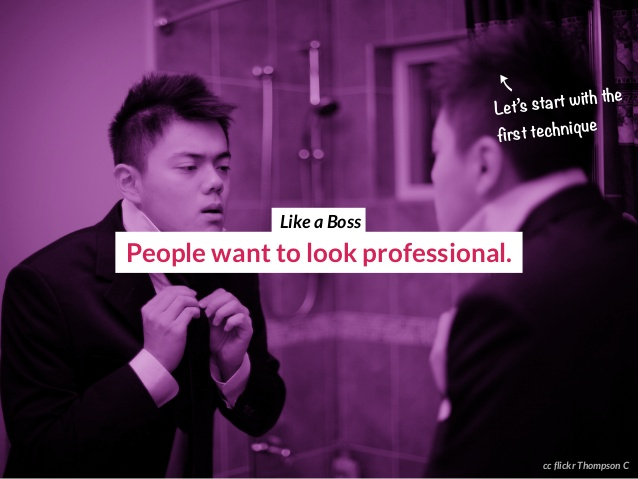 Let's start with the
first technique
Like a Boss
People want to look professional.
cc flickr Thompson C